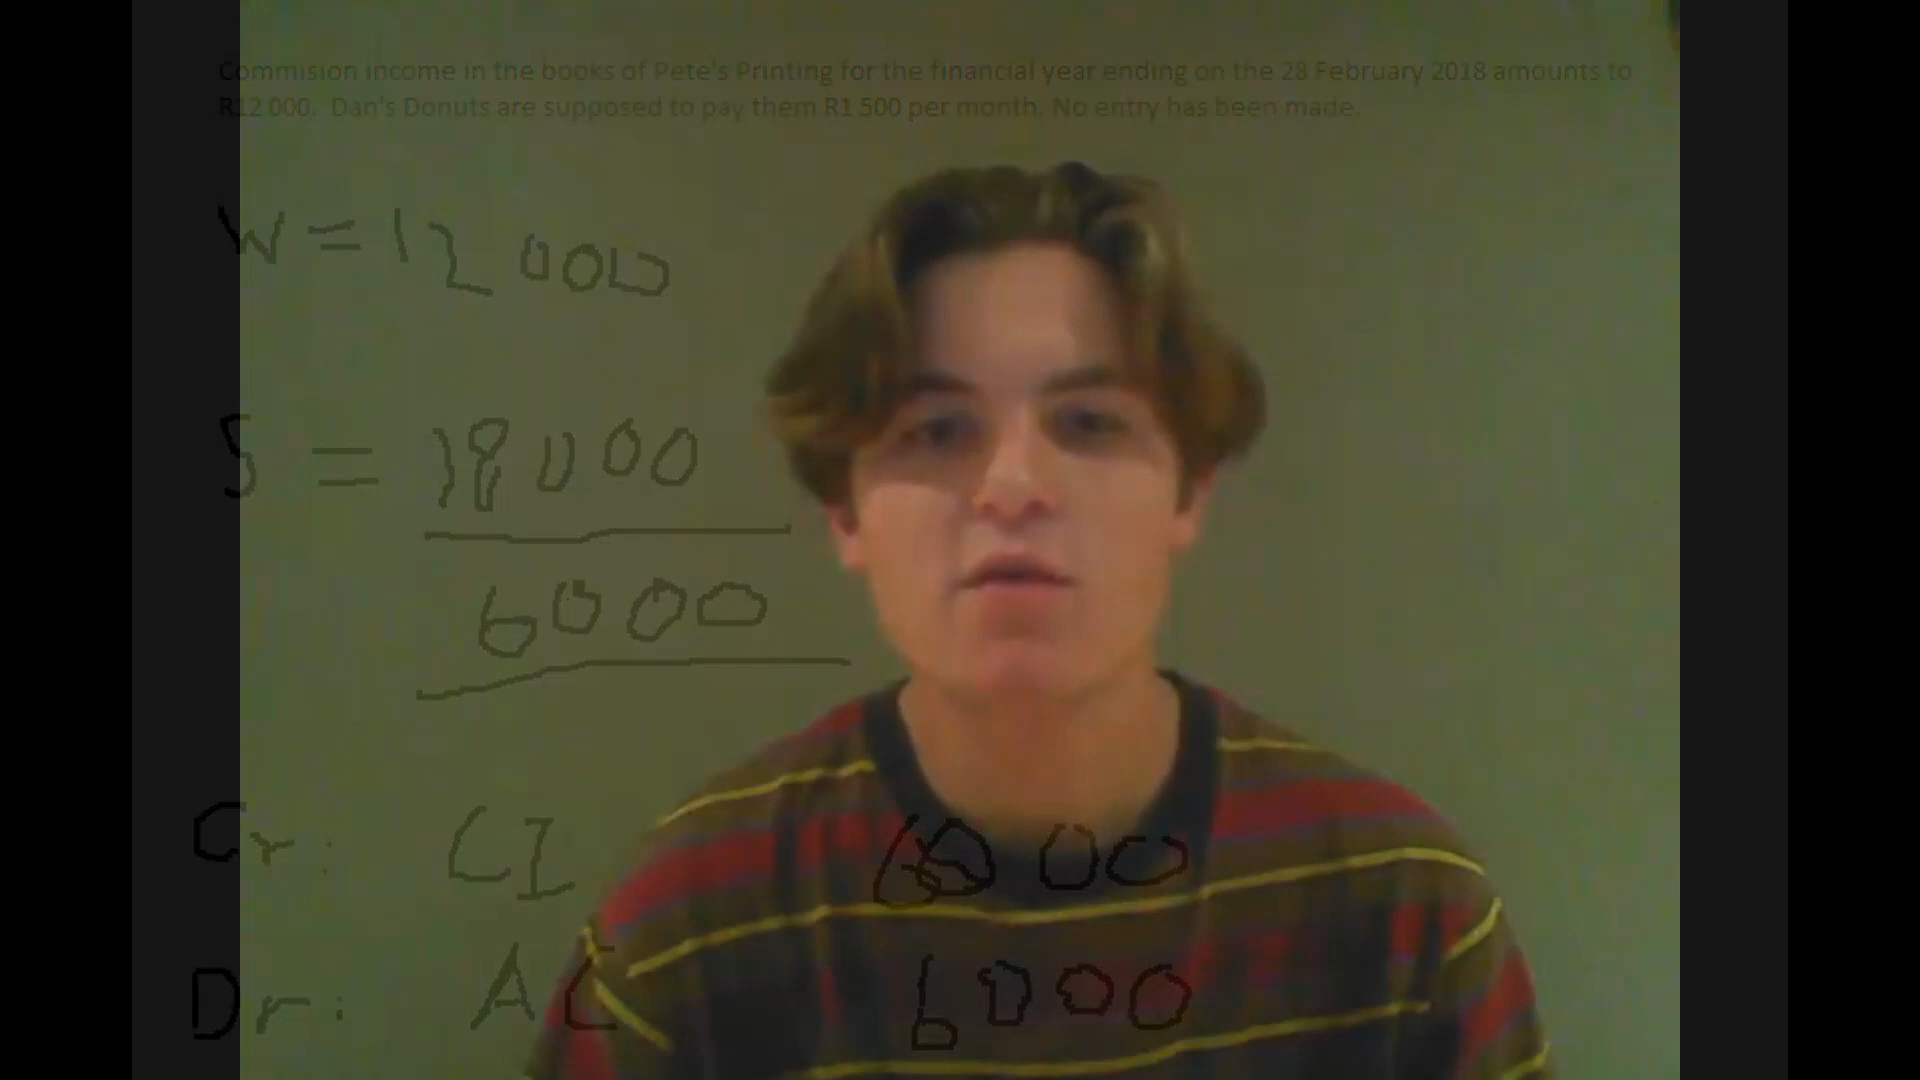 Commision income in the books of Pete's Printing for the financial year ending on the 28 February 2018 amounts to
R12 000. Dan's Donuts are supposed to pay them R1 500 per month. No entry has been made.
W = 12 000
S = 18 000
6000
Cr: CI 6000
Dr: AC 6000